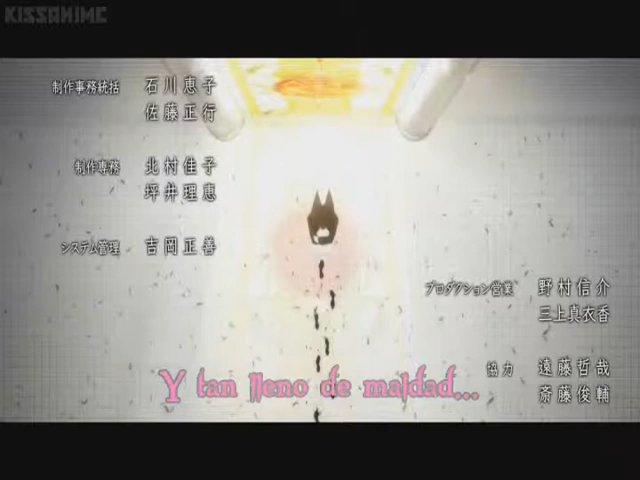 KISSANIME
制作事務統括 石川恵子
佐藤正行
制作専務 北村佳子
坪井理恵
システム管理 吉岡正善
プロダクション営業 野村信介
三上真衣香
協力 遠藤哲哉
斎藤俊輔
Y tan lleno de maldad...